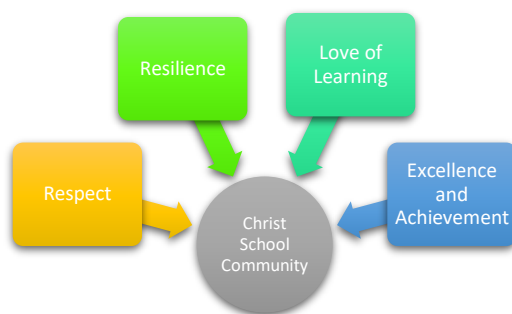 Respect
Resilience
Love of
Learning
Excellence
and
Achievement
Christ
School
Community